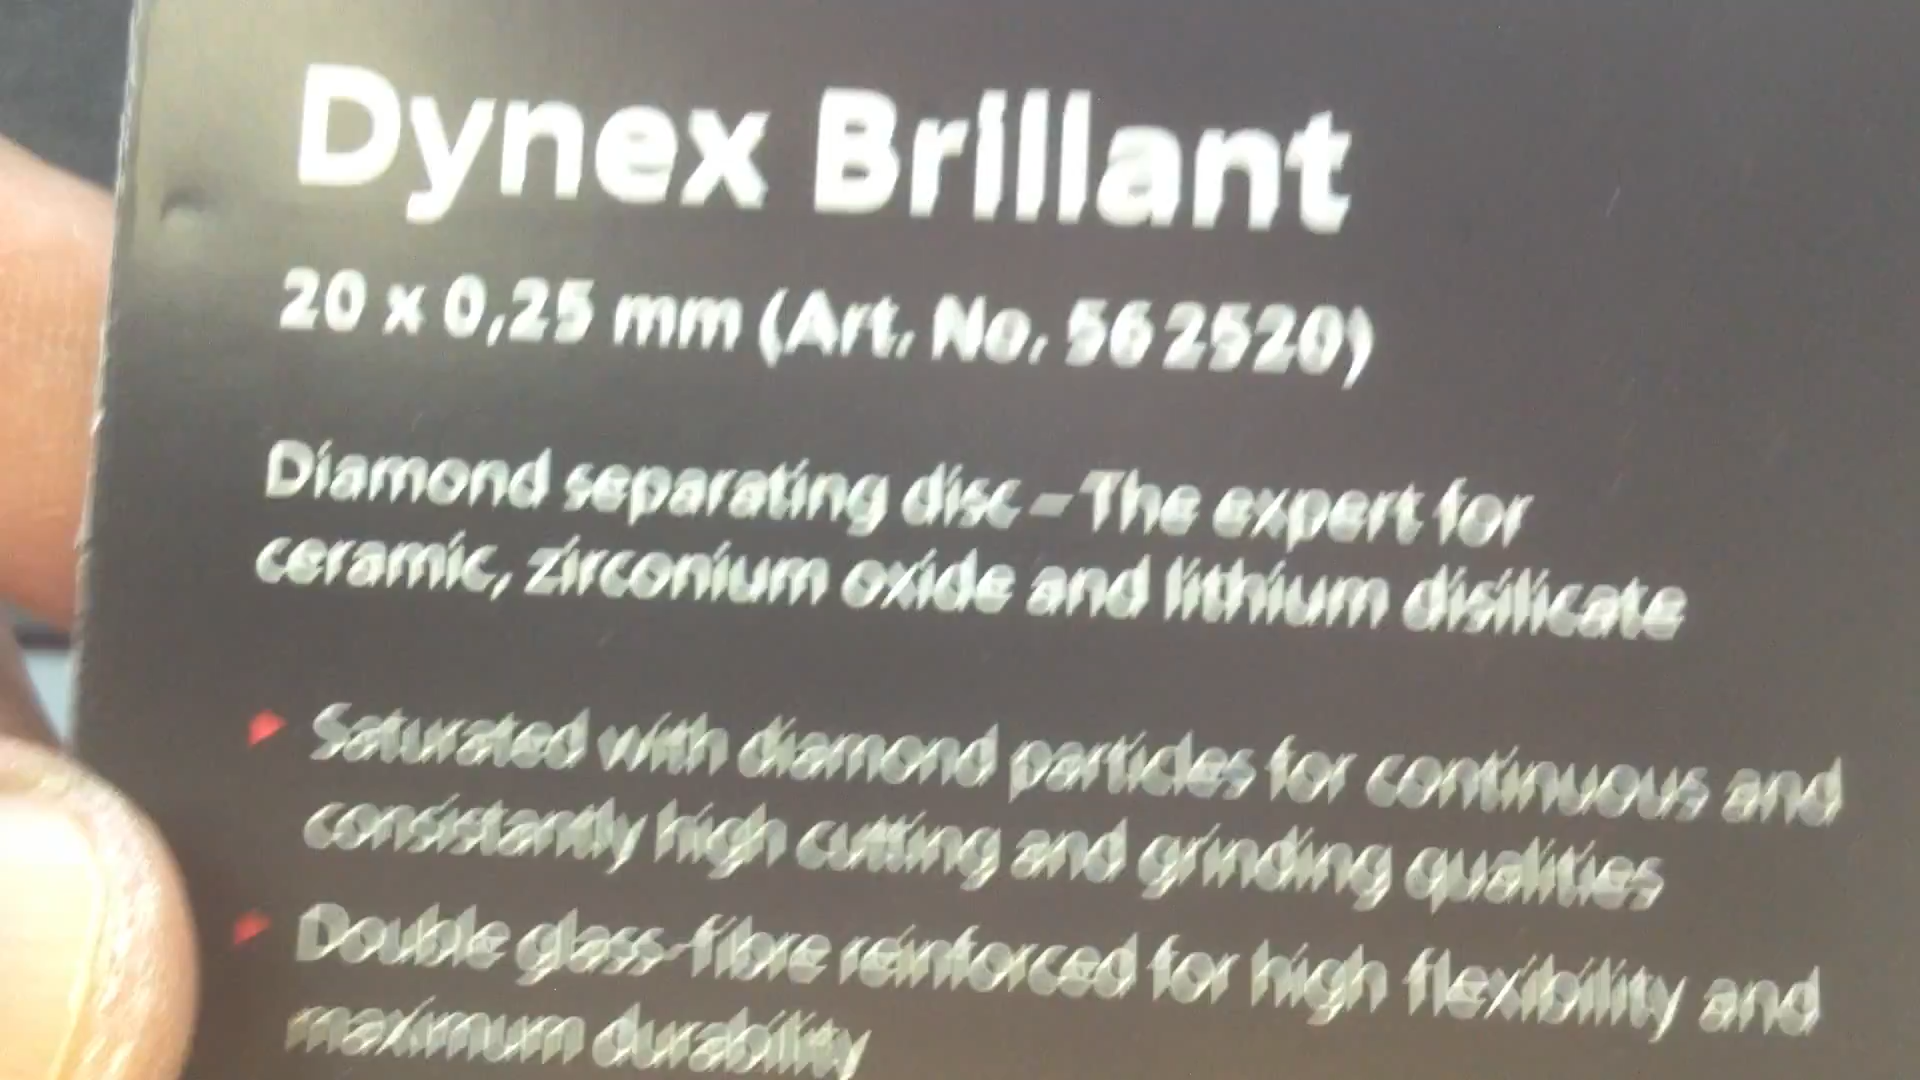 Dynex Brillant
20 x 0,25 mm (Art. No. 56 2520)
Diamond separating disc – The expert for
ceramic, zirconium oxide and lithium disilicate
Saturated with diamond particles for continuous and
consistantly high cutting and grinding qualities
Double glass-fibre reinforced for high flexibility and
maximum durability